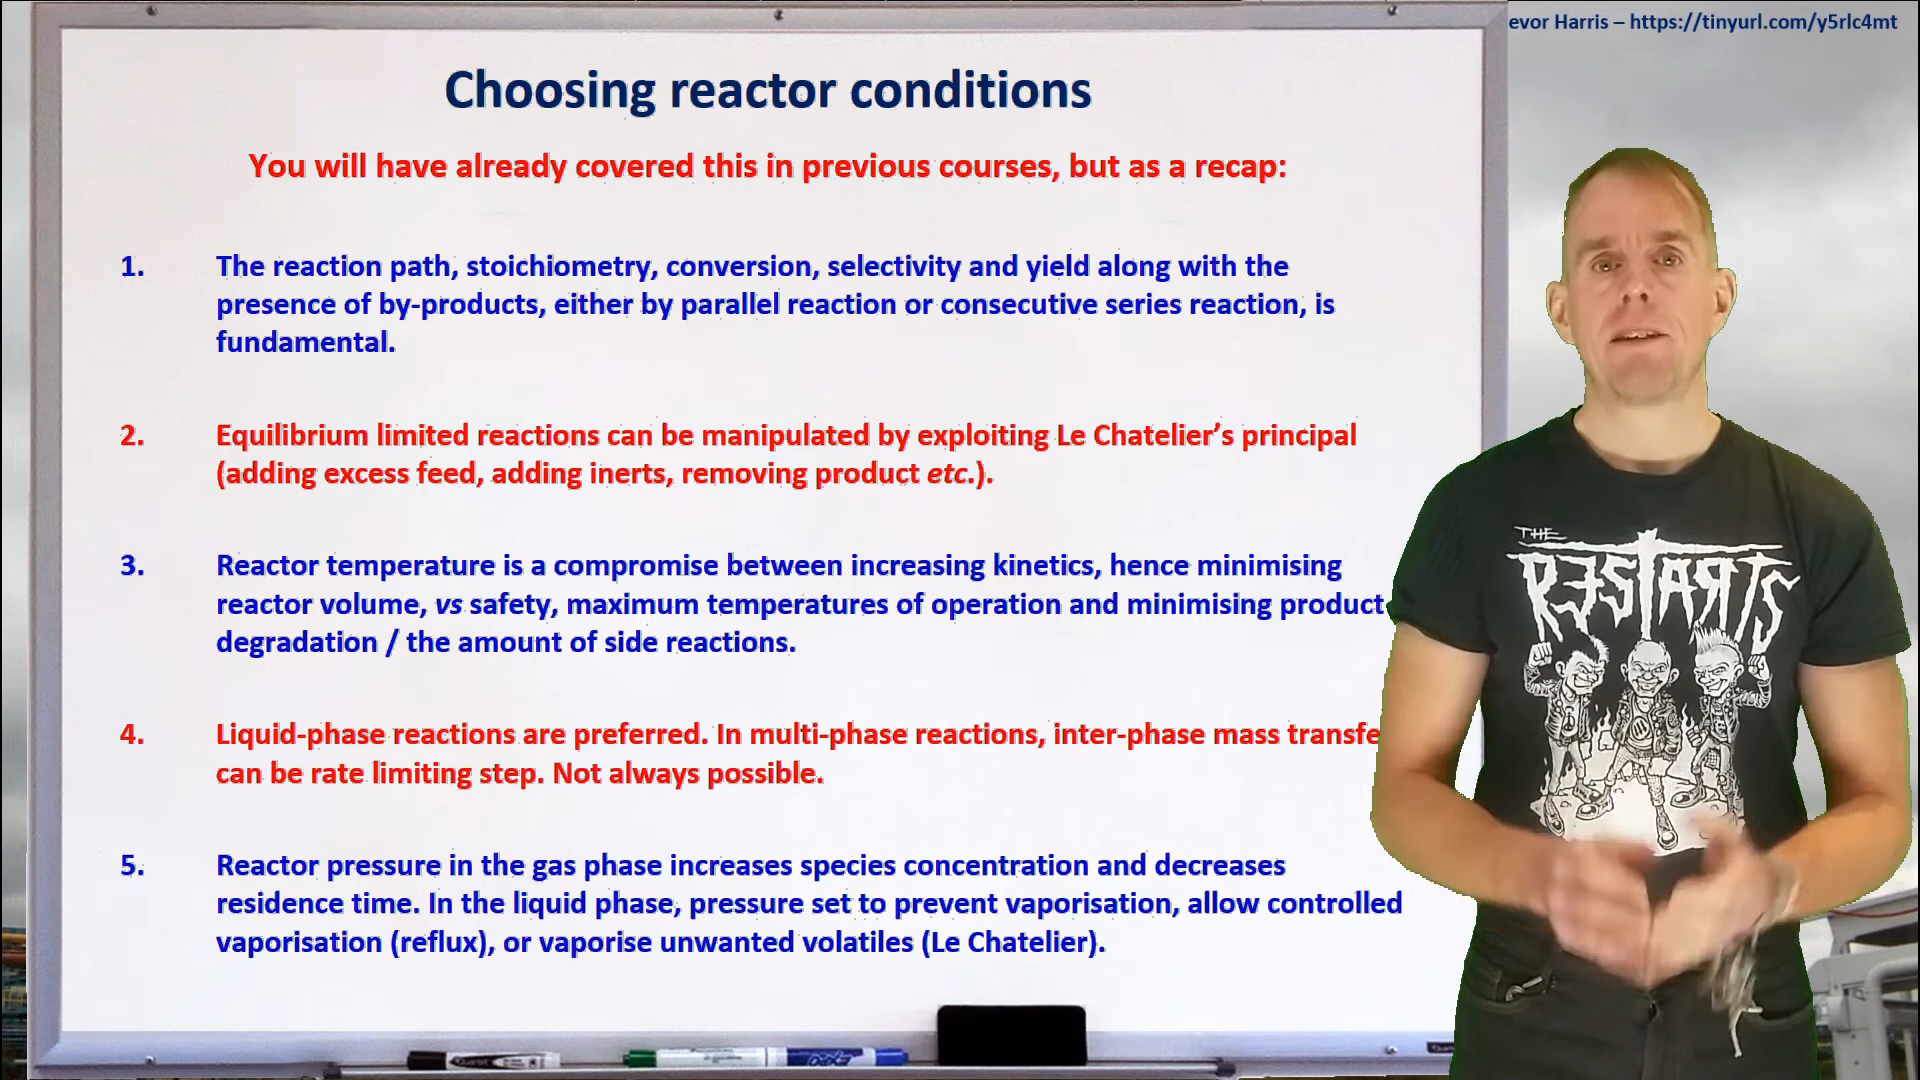 evor Harris – https://tinyurl.com/y5rlc4mt
Choosing reactor conditions
You will have already covered this in previous courses, but as a recap:
1. The reaction path, stoichiometry, conversion, selectivity and yield along with the
presence of by-products, either by parallel reaction or consecutive series reaction, is
fundamental.
2. Equilibrium limited reactions can be manipulated by exploiting Le Chatelier’s principal
(adding excess feed, adding inerts, removing product etc.).
3. Reactor temperature is a compromise between increasing kinetics, hence minimising
reactor volume, vs safety, maximum temperatures of operation and minimising product
degradation / the amount of side reactions.
4. Liquid-phase reactions are preferred. In multi-phase reactions, inter-phase mass transfe
can be rate limiting step. Not always possible.
5. Reactor pressure in the gas phase increases species concentration and decreases
residence time. In the liquid phase, pressure set to prevent vaporisation, allow controlled
vaporisation (reflux), or vaporise unwanted volatiles (Le Chatelier).
THE
RESTARTS